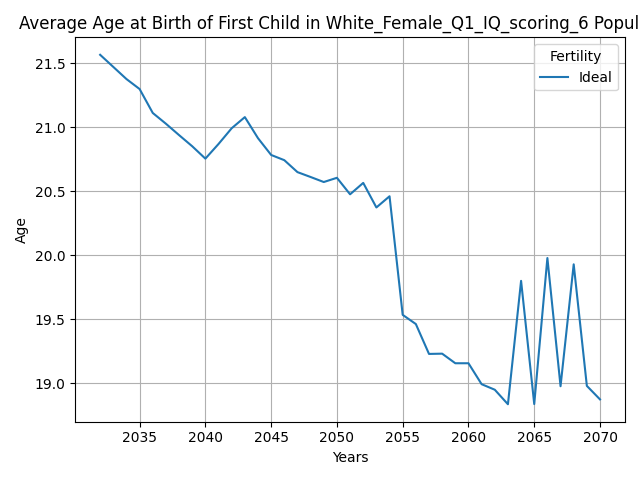 Average Age at Birth of First Child in White_Female_Q1_IQ_scoring_6 Popul
Fertility
Ideal
21.5
21.0
20.5
20.0
19.5
19.0
Age
2035 2040 2045 2050 2055 2060 2065 2070
Years